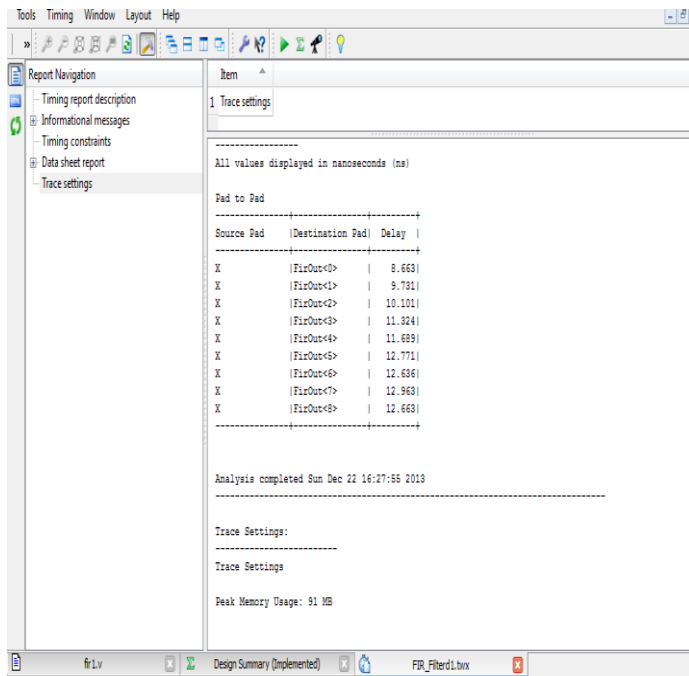 Tools Timing Window Layout Help
»
Report Navigation
Timing report description
Informational messages
Timing constraints
Data sheet report
Trace settings
Item
1 Trace settings
-----------------
All values displayed in nanoseconds (ns)
Pad to Pad
---------------+---------------+---------+
Source Pad |Destination Pad| Delay |
---------------+---------------+---------+
X |FirOut<0> | 8.663|
X |FirOut<1> | 9.731|
X |FirOut<2> | 10.101|
X |FirOut<3> | 11.324|
X |FirOut<4> | 11.689|
X |FirOut<5> | 12.771|
X |FirOut<6> | 12.636|
X |FirOut<7> | 12.963|
X |FirOut<8> | 12.663|
---------------+---------------+---------+
Analysis completed Sun Dec 22 16:27:55 2013
--------------------------------------------------------------------------------
Trace Settings:
-------------------------
Trace Settings
Peak Memory Usage: 91 MB
fir1.v
Σ Design Summary (Implemented)
FIR_Filterd1.twx